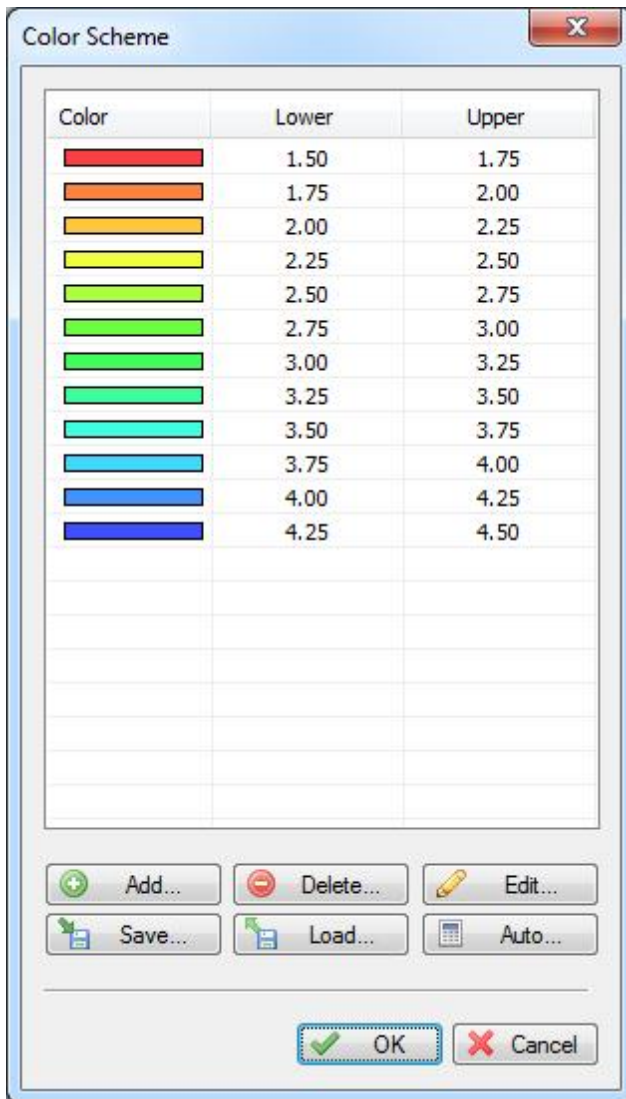 Color Scheme
Color Lower Upper
1.50 1.75
1.75 2.00
2.00 2.25
2.25 2.50
2.50 2.75
2.75 3.00
3.00 3.25
3.25 3.50
3.50 3.75
3.75 4.00
4.00 4.25
4.25 4.50
Add... Delete... Edit...
Save... Load... Auto...
OK Cancel